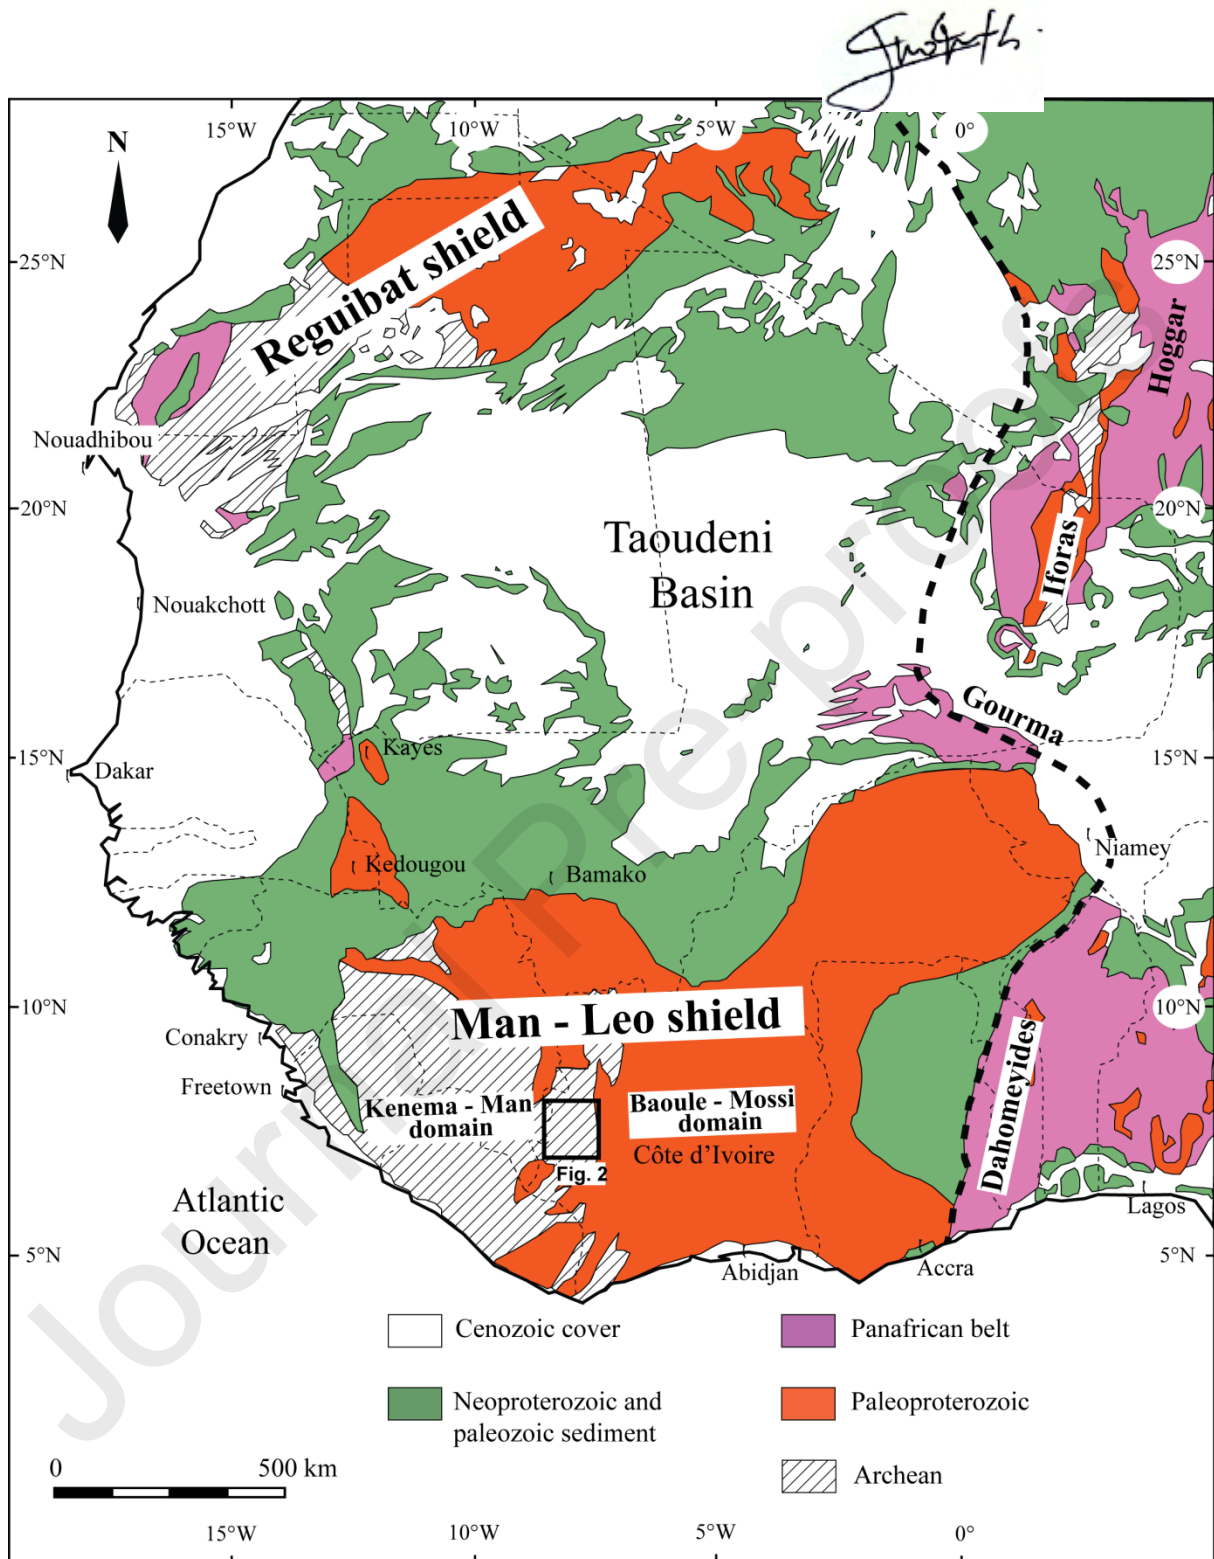 15°W
10°W
5°W
0°
N
25°N
25°N
Reguibat shield
Hoggar
Nouadhibou
20°N
20°N
Taoudeni
Basin
Iforas
Nouakchott
Gourma
Kayes
15°N
15°N
Dakar
Niamey
Kedougou
Bamako
10°N
10°N
Man - Leo shield
Conakry
Freetown
Kenema - Man
domain
Baoule - Mossi
domain
Dahomeyides
Côte d'Ivoire
Fig. 2
Atlantic
Ocean
Lagos
5°N
5°N
Abidjan
Accra
Cenozoic cover
Panafrican belt
Neoproterozoic and
paleozoic sediment
Paleoproterozoic
Archean
0
500 km
15°W
10°W
5°W
0°
Journal Pre-proofs